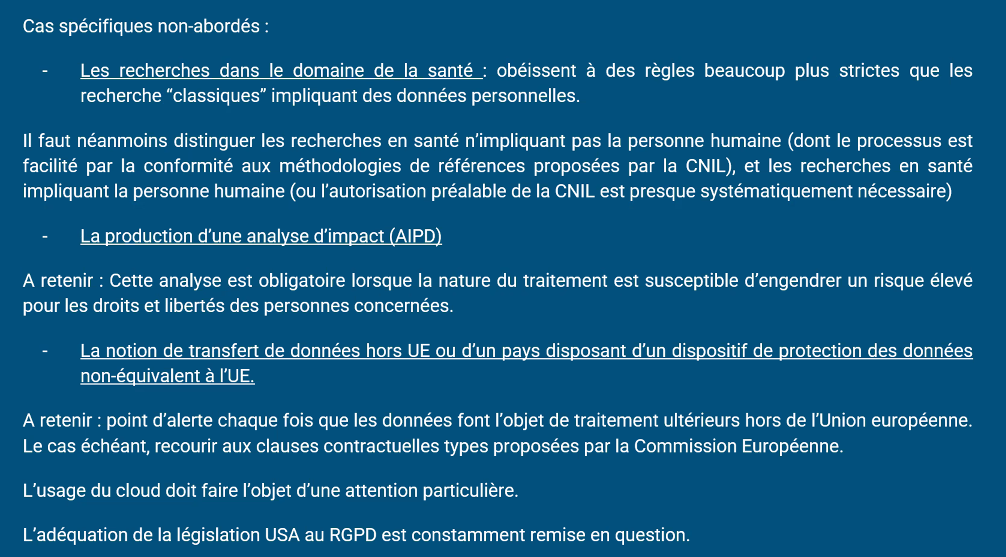 Cas spécifiques non-abordés :
- Les recherches dans le domaine de la santé : obéissent à des règles beaucoup plus strictes que les
recherche “classiques” impliquant des données personnelles.
Il faut néanmoins distinguer les recherches en santé n’impliquant pas la personne humaine (dont le processus est
facilité par la conformité aux méthodologies de références proposées par la CNIL), et les recherches en santé
impliquant la personne humaine (ou l’autorisation préalable de la CNIL est presque systématiquement nécessaire)
- La production d’une analyse d’impact (AIPD)
A retenir : Cette analyse est obligatoire lorsque la nature du traitement est susceptible d’engendrer un risque élevé
pour les droits et libertés des personnes concernées.
- La notion de transfert de données hors UE ou d’un pays disposant d’un dispositif de protection des données
non-équivalent à l’UE.
A retenir : point d’alerte chaque fois que les données font l’objet de traitement ultérieurs hors de l’Union européenne.
Le cas échéant, recourir aux clauses contractuelles types proposées par la Commission Européenne.
L’usage du cloud doit faire l’objet d’une attention particulière.
L’adéquation de la législation USA au RGPD est constamment remise en question.